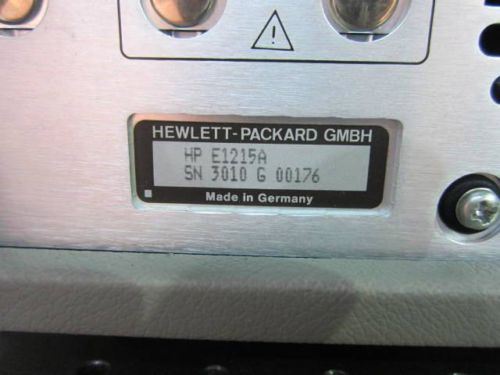 HEWLETT-PACKARD GMBH
HP E1215A
SN 3010 G 00176
Made in Germany